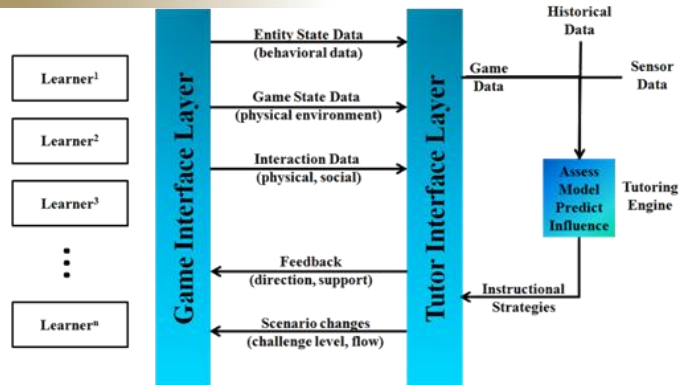 Learner¹
Learner²
Learner³
Learnerⁿ
Game Interface Layer
Entity State Data
(behavioral data)
Game State Data
(physical environment)
Interaction Data
(physical, social)
Feedback
(direction, support)
Scenario changes
(challenge level, flow)
Tutor Interface Layer
Historical
Data
Game
Data
Sensor
Data
Assess
Model
Predict
Influence
Tutoring
Engine
Instructional
Strategies